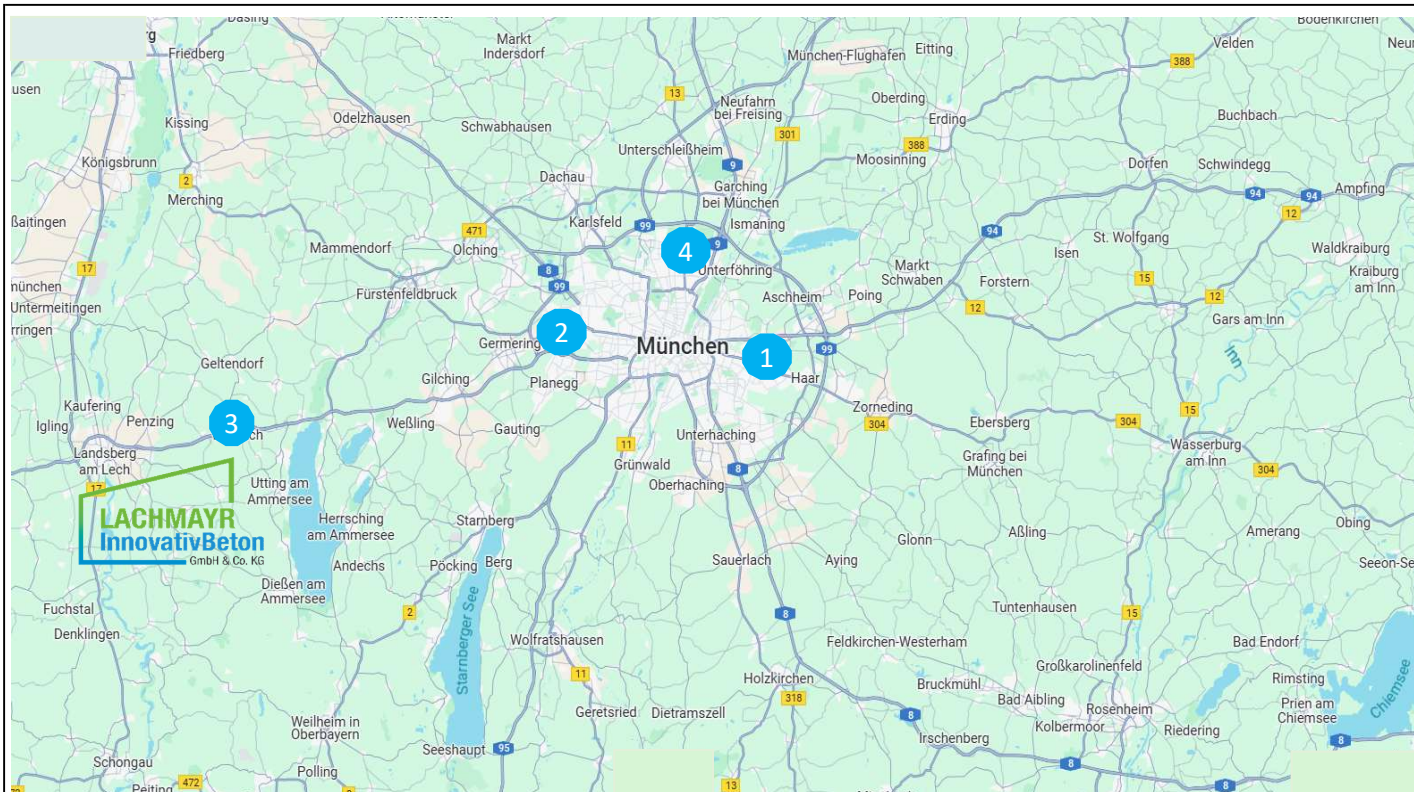 Dasing
Altomünster
Bodenkirchen
Friedberg
Markt
Indersdorf
München-Flughafen
Eitting
Velden
388
13
Neufahrn
bei Freising
Oberding
Erding
Buchbach
Kissing
Odelzhausen
Schwabhausen
301
388
Königsbrunn
Unterschleißheim
Moosinning
Dorfen
Schwindegg
9
2
Merching
Dachau
Garching
bei München
94
94
Ampfing
471
Karlsfeld
99
Ismaning
94
12
Mammendorf
Olching
4
9
St. Wolfgang
Waldkraiburg
17
8
Unterföhring
Markt
Schwaben
Isen
Kraiburg
am Inn
99
15
Untermeitingen
Fürstenfeldbruck
Aschheim
Poing
Forstern
12
12
Gars am Inn
2
Germering
München
1
99
Inn
Geltendorf
Gilching
Planegg
Haar
Kaufering
Igling
Penzing
3
Weßling
Gauting
Zorneding
304
Ebersberg
304
15
Landsberg
am Lech
11
Unterhaching
Wasserburg
am Inn
Grünwald
8
Grafing bei
München
304
17
Utting am
Ammersee
Oberhaching
LACHMAYR
InnovativBeton
GmbH & Co. KG
Herrsching
am Ammersee
Starnberg
Aßling
Amerang
Obing
Glonn
Andechs
Pöcking
Berg
Sauerlach
Aying
Seeon-Se
Dießen am
Ammersee
Fuchstal
2
8
Tuntenhausen
15
Denklingen
Starnberger See
Wolfratshausen
Feldkirchen-Westerham
Bad Endorf
11
Holzkirchen
Großkarolinenfeld
Rimsting
Chiemsee
318
Bruckmühl
Bad Aibling
Rosenheim
Prien am
Chiemsee
Weilheim in
Oberbayern
Geretsried
Dietramszell
8
Kolbermoor
Riedering
Seeshaupt
95
Irschenberg
8
Schongau
Polling
8
472
13
8
Peiting